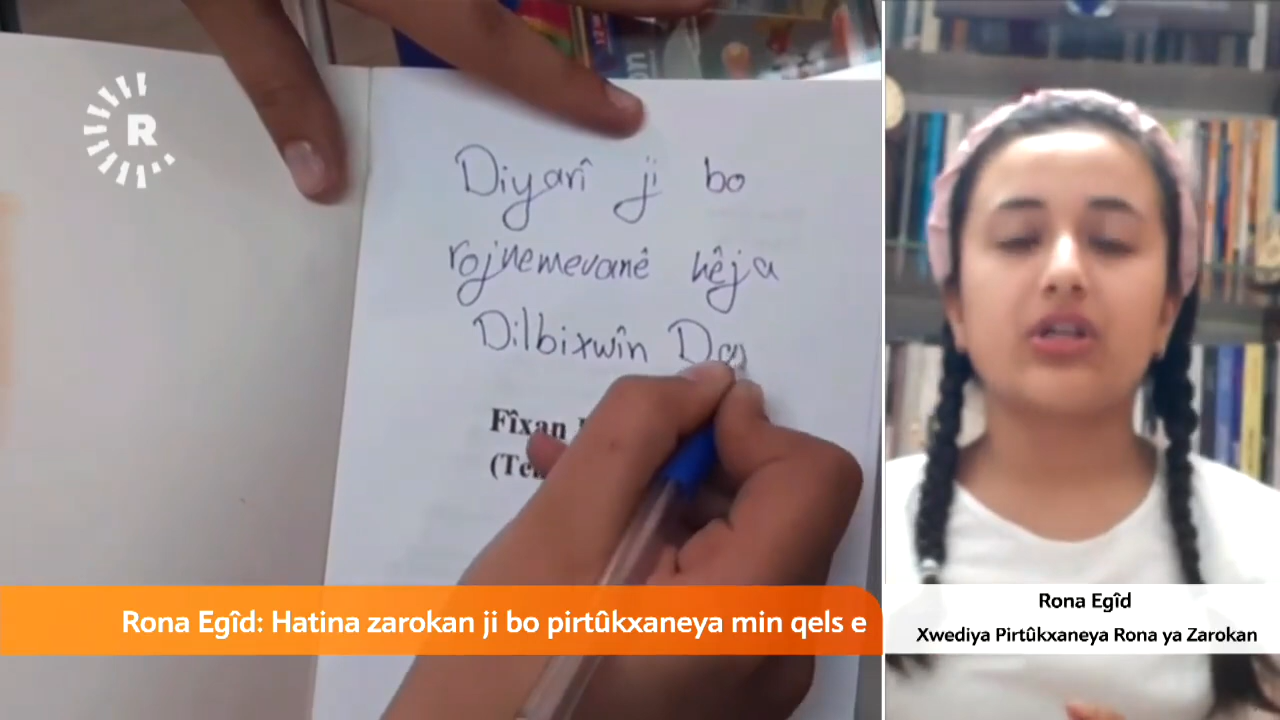 R
Diyarî ji bo
rojnemevanê hêja
Dilbixwîn Da
Fîxan
Rona Egîd: Hatina zarokan ji bo pirtûkxaneya min qels e
Rona Egîd
Xwediya Pirtûkxaneya Rona ya Zarokan